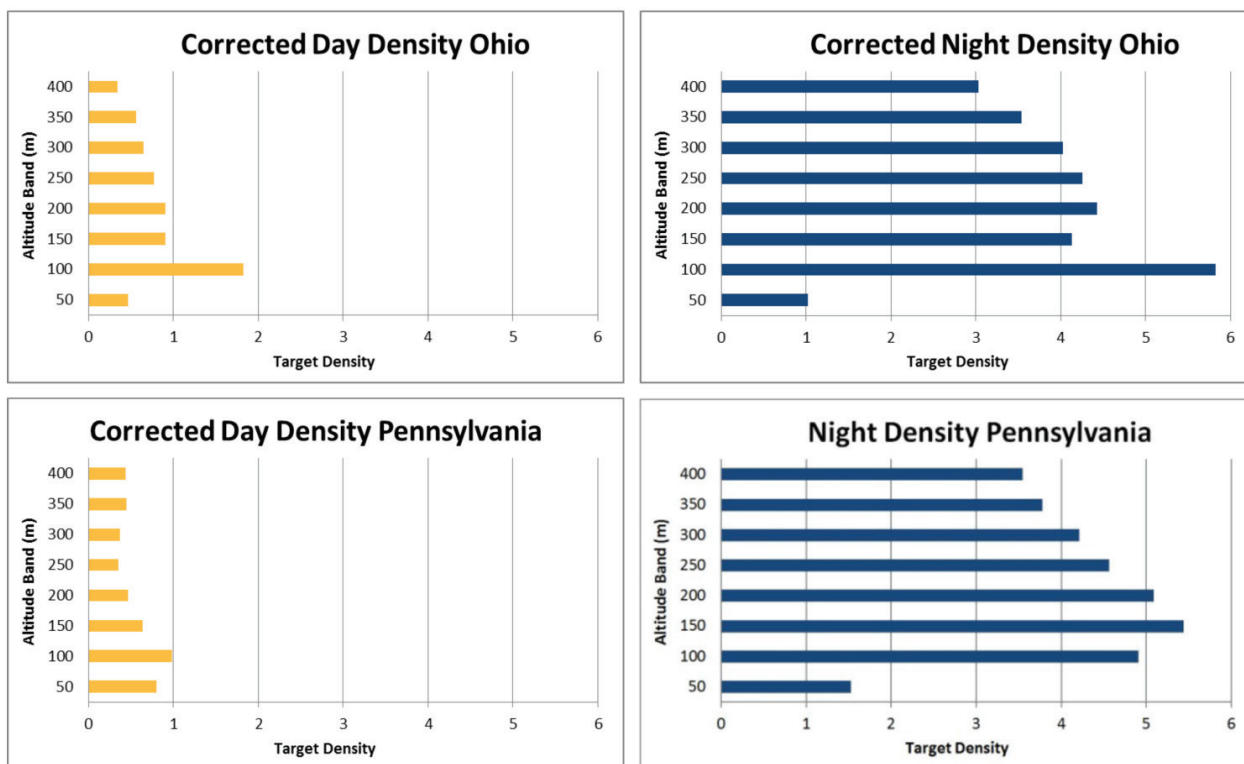 Corrected Day Density Ohio
Altitude Band (m)
400
350
300
250
200
150
100
50
0 1 2 3 4 5 6
Target Density
Corrected Night Density Ohio
Altitude Band (m)
400
350
300
250
200
150
100
50
0 1 2 3 4 5 6
Target Density
Corrected Day Density Pennsylvania
Altitude Band (m)
400
350
300
250
200
150
100
50
0 1 2 3 4 5 6
Target Density
Night Density Pennsylvania
Altitude Band (m)
400
350
300
250
200
150
100
50
0 1 2 3 4 5 6
Target Density